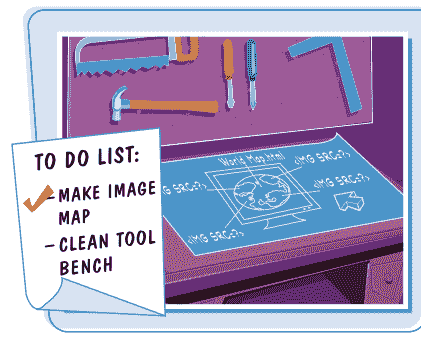 TO DO LIST:
–MAKE IMAGE
MAP
–CLEAN TOOL
BENCH
World Map.html
<IMG SRC=?>
<IMG SRC=?>
<IMG SRC=?>